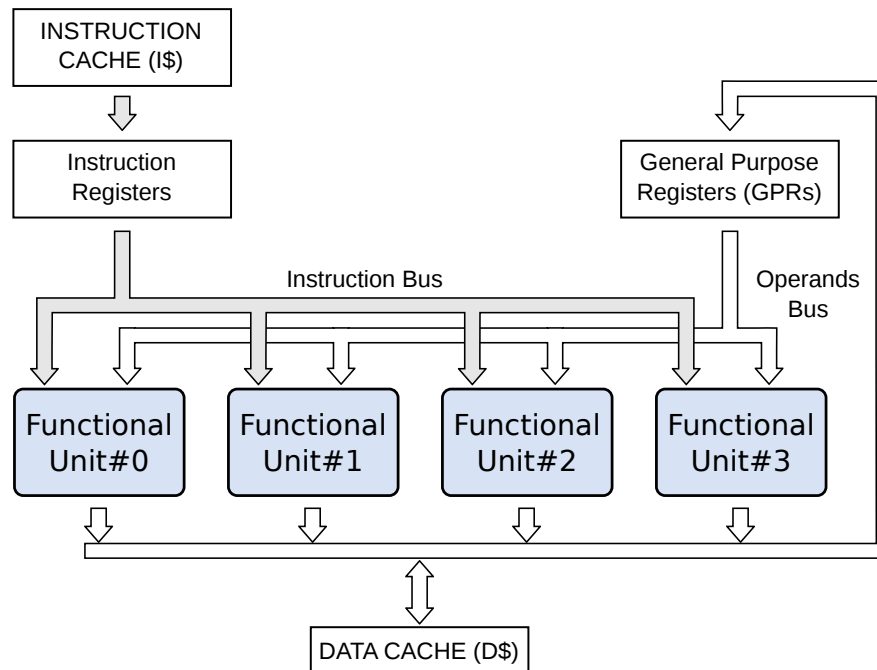 INSTRUCTION
CACHE (I$)
Instruction
Registers
General Purpose
Registers (GPRs)
Instruction Bus
Operands
Bus
Functional
Unit#0
Functional
Unit#1
Functional
Unit#2
Functional
Unit#3
DATA CACHE (D$)